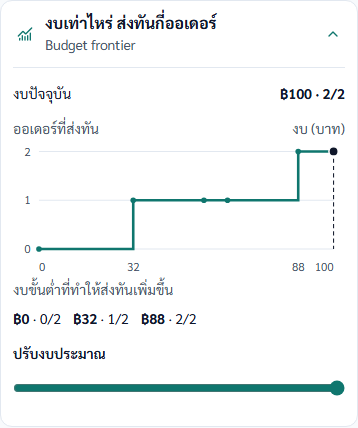 งบเท่าไหร่ ส่งทันกี่ออเดอร์
Budget frontier
งบปัจจุบัน ฿100 · 2/2
ออเดอร์ที่ส่งทัน งบ (บาท)
2
1
0
0 32 88 100
งบขั้นต่ำที่ทำให้ส่งทันเพิ่มขึ้น
฿0 · 0/2 ฿32 · 1/2 ฿88 · 2/2
ปรับงบประมาณ